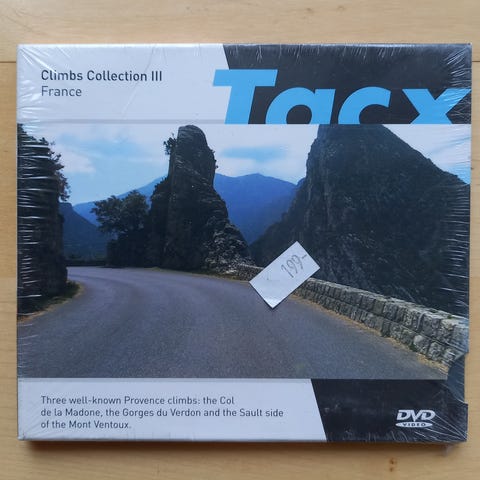 Climbs Collection III
France
Tacx
199-
Three well-known Provence climbs: the Col
de la Madone, the Gorges du Verdon and the Sault side
of the Mont Ventoux.
DVD
VIDEO